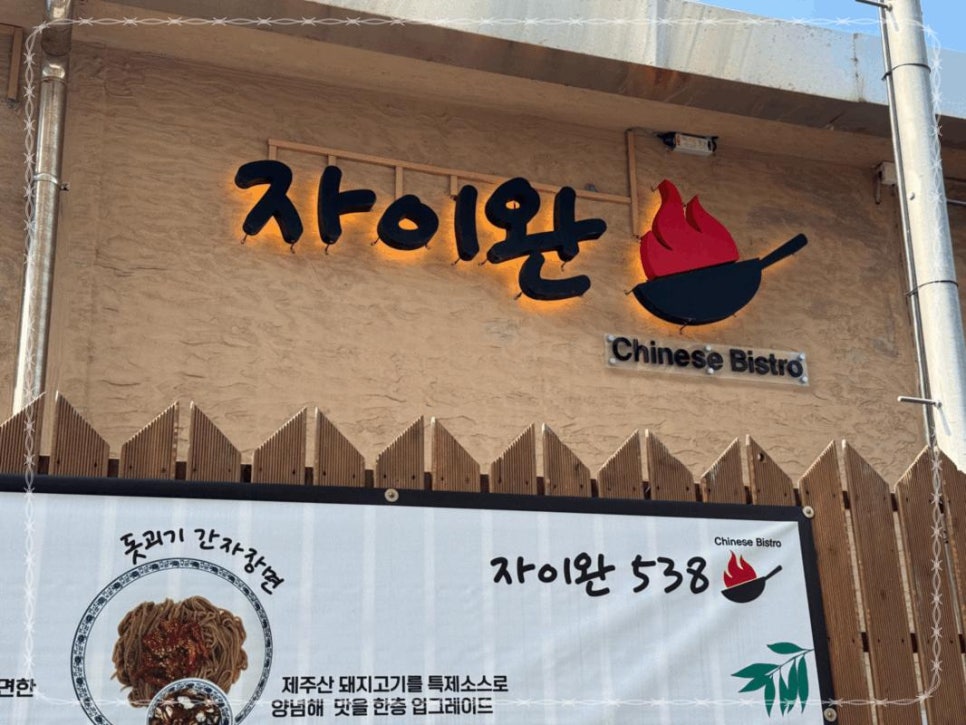 자이완
Chinese Bistro
Chinese Bistro
자이완 538
돗괴기 간자장면
제주산 돼지고기를 특제소스로
면한
양념해 맛을 한층 업그레이드